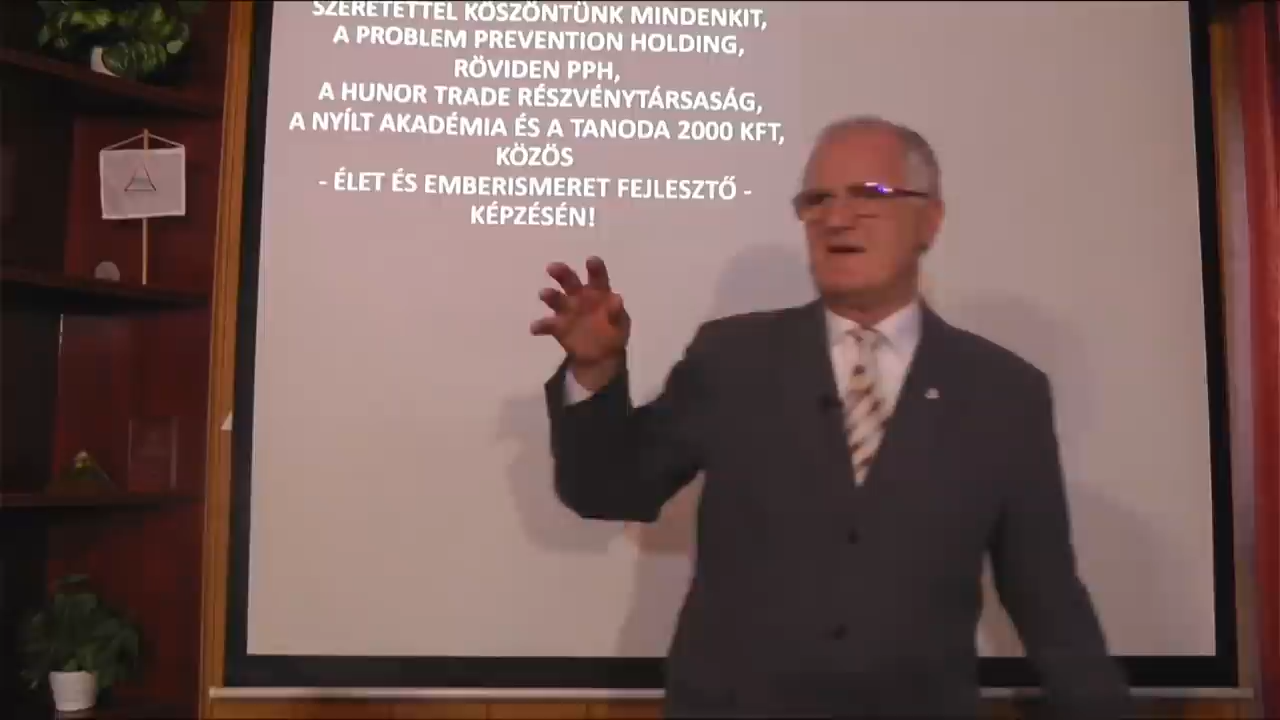 SZERETETTEL KÖSZÖNTÜNK MINDENKIT,
A PROBLEM PREVENTION HOLDING,
RÖVIDEN PPH,
A HUNOR TRADE RÉSZVÉNYTÁRSASÁG,
A NYÍLT AKADÉMIA ÉS A TANODA 2000 KFT,
KÖZÖS
- ÉLET ÉS EMBERISMERET FEJLESZTŐ -
KÉPZÉSÉN!